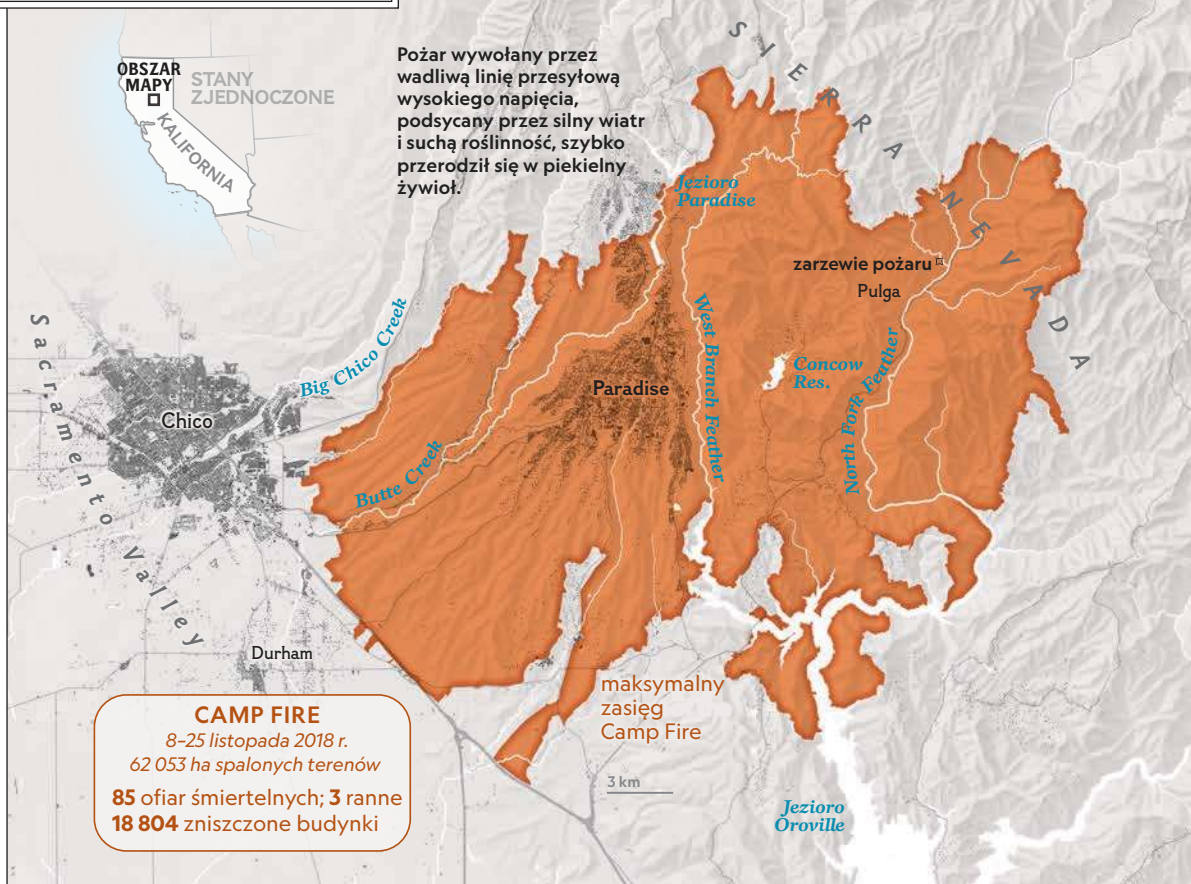 OBSZAR
MAPY
STANY
ZJEDNOCZONE
KALIFORNIA
Pożar wywołany przez
wadliwą linię przesyłową
wysokiego napięcia,
podsycany przez silny wiatr
i suchą roślinność, szybko
przerodził się w piekielny
żywioł.
SIERRA NEVADA
Jezioro
Paradise
zarzewie pożaru
Pulga
Sacramento Valley
Big Chico Creek
West Branch Feather
Concow
Res.
North Fork Feather
Paradise
Chico
Butte Creek
Durham
maksymalny
zasięg
Camp Fire
CAMP FIRE
8–25 listopada 2018 r.
62 053 ha spalonych terenów
85 ofiar śmiertelnych; 3 ranne
18 804 zniszczone budynki
3 km
Jezioro
Oroville